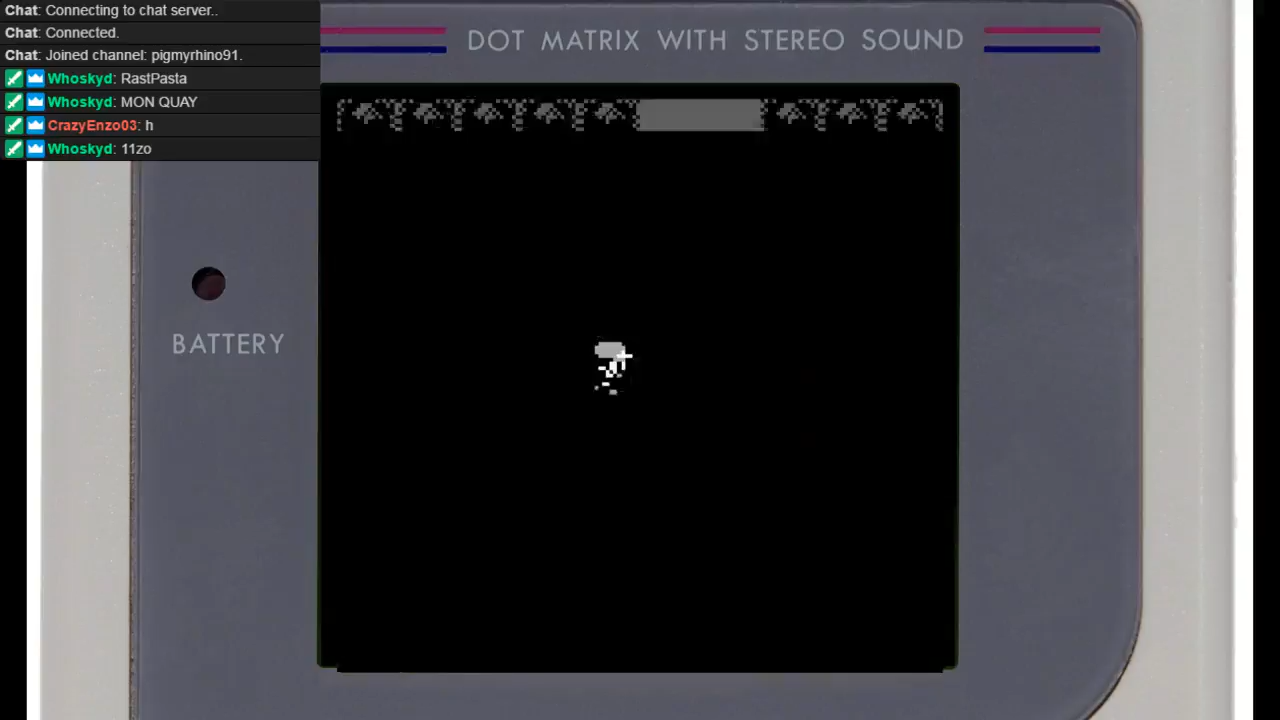 Chat: Connecting to chat server..
Chat: Connected.
Chat: Joined channel: pigmyrhino91.
Whoskyd: RastPasta
Whoskyd: MON QUAY
CrazyEnzo03: h
Whoskyd: 11zo
DOT MATRIX WITH STEREO SOUND
BATTERY